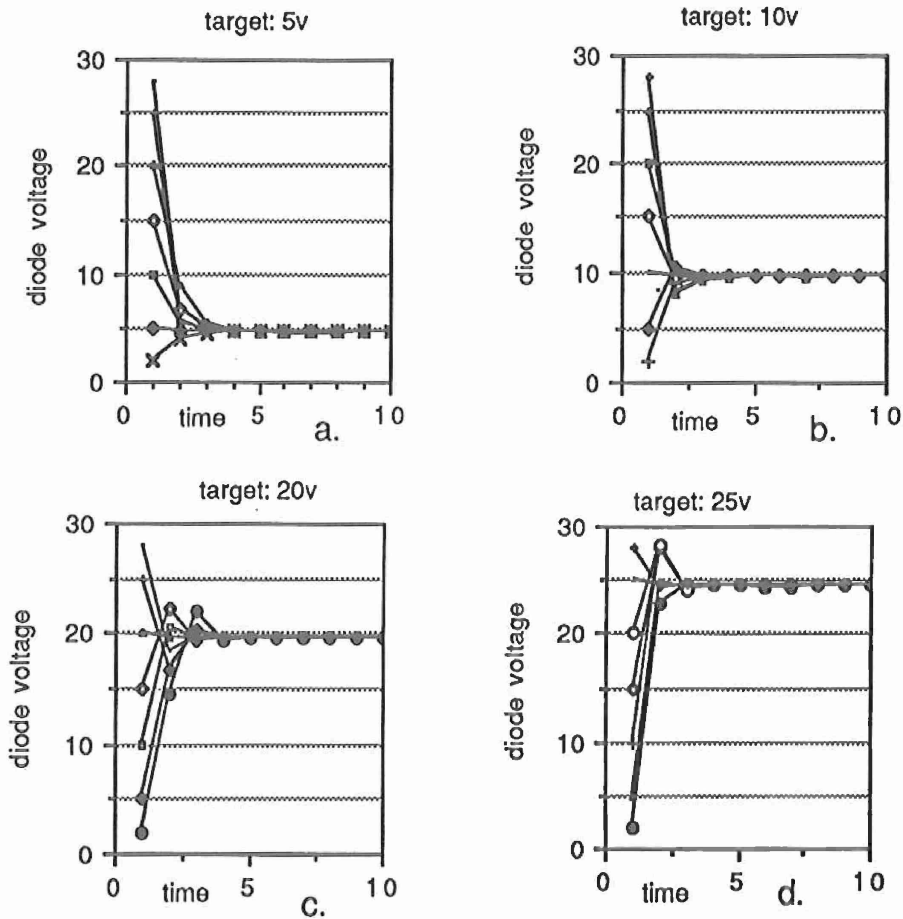 target: 5v
30
20
10
0
diode voltage
0
5
10
time
a.
target: 10v
30
20
10
0
diode voltage
0
5
10
time
b.
target: 20v
30
20
10
0
diode voltage
0
5
10
time
c.
target: 25v
30
20
10
0
diode voltage
0
5
10
time
d.